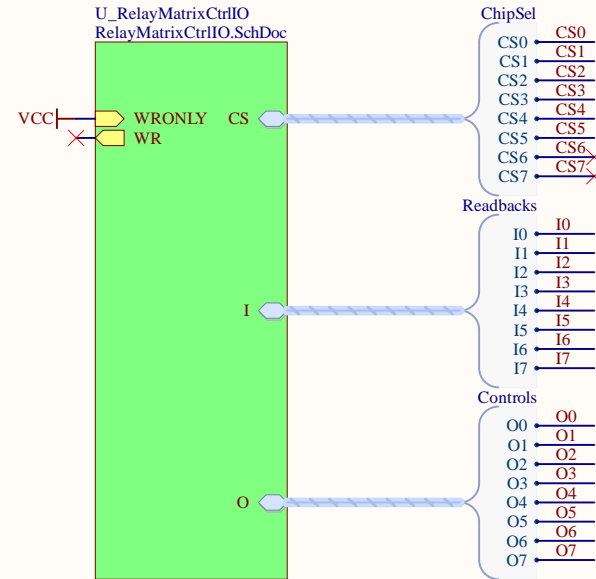 U_RelayMatrixCtrlIO
RelayMatrixCtrlIO.SchDoc
VCC
WRONLY
WR
CS
I
O
ChipSel
CS0 CS0
CS1 CS1
CS2 CS2
CS3 CS3
CS4 CS4
CS5 CS5
CS6 CS6
CS7 CS7
Readbacks
I0 I0
I1 I1
I2 I2
I3 I3
I4 I4
I5 I5
I6 I6
I7 I7
Controls
O0 O0
O1 O1
O2 O2
O3 O3
O4 O4
O5 O5
O6 O6
O7 O7